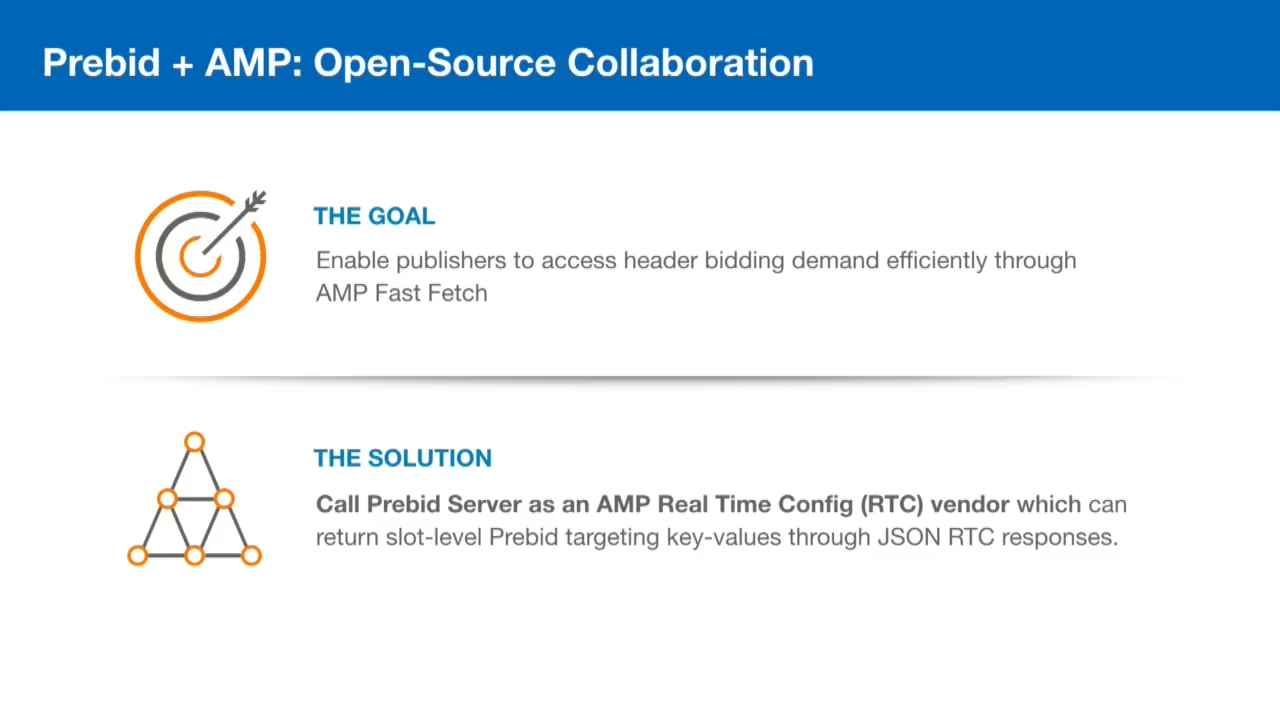 Prebid + AMP: Open-Source Collaboration
THE GOAL
Enable publishers to access header bidding demand efficiently through
AMP Fast Fetch
THE SOLUTION
Call Prebid Server as an AMP Real Time Config (RTC) vendor which can
return slot-level Prebid targeting key-values through JSON RTC responses.